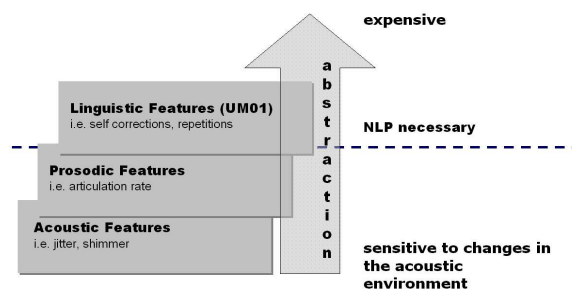 expensive
abstraction
Linguistic Features (UM01)
i.e. self corrections, repetitions
NLP necessary
Prosodic Features
i.e. articulation rate
Acoustic Features
i.e. jitter, shimmer
sensitive to changes in
the acoustic
environment